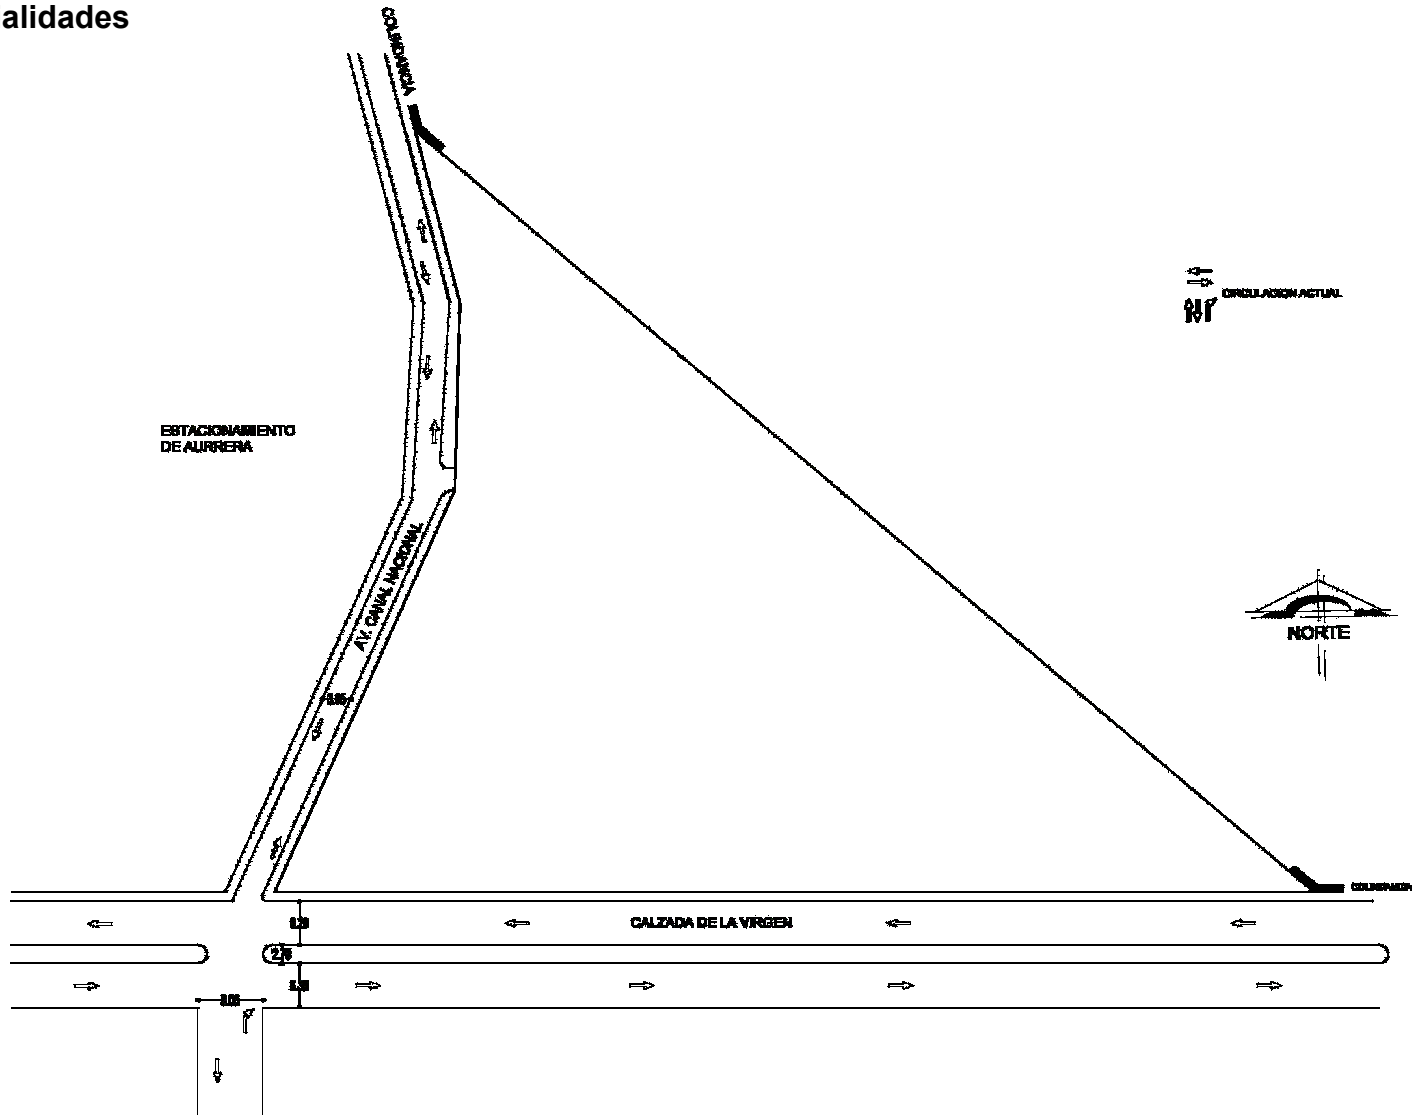 alidades
COLINDANCIA
CIRCULACION ACTUAL
ESTACIONAMIENTO
DE AURRERA
AV. CANAL NACIONAL
NORTE
COLINDANCIA
CALZADA DE LA VIRGEN